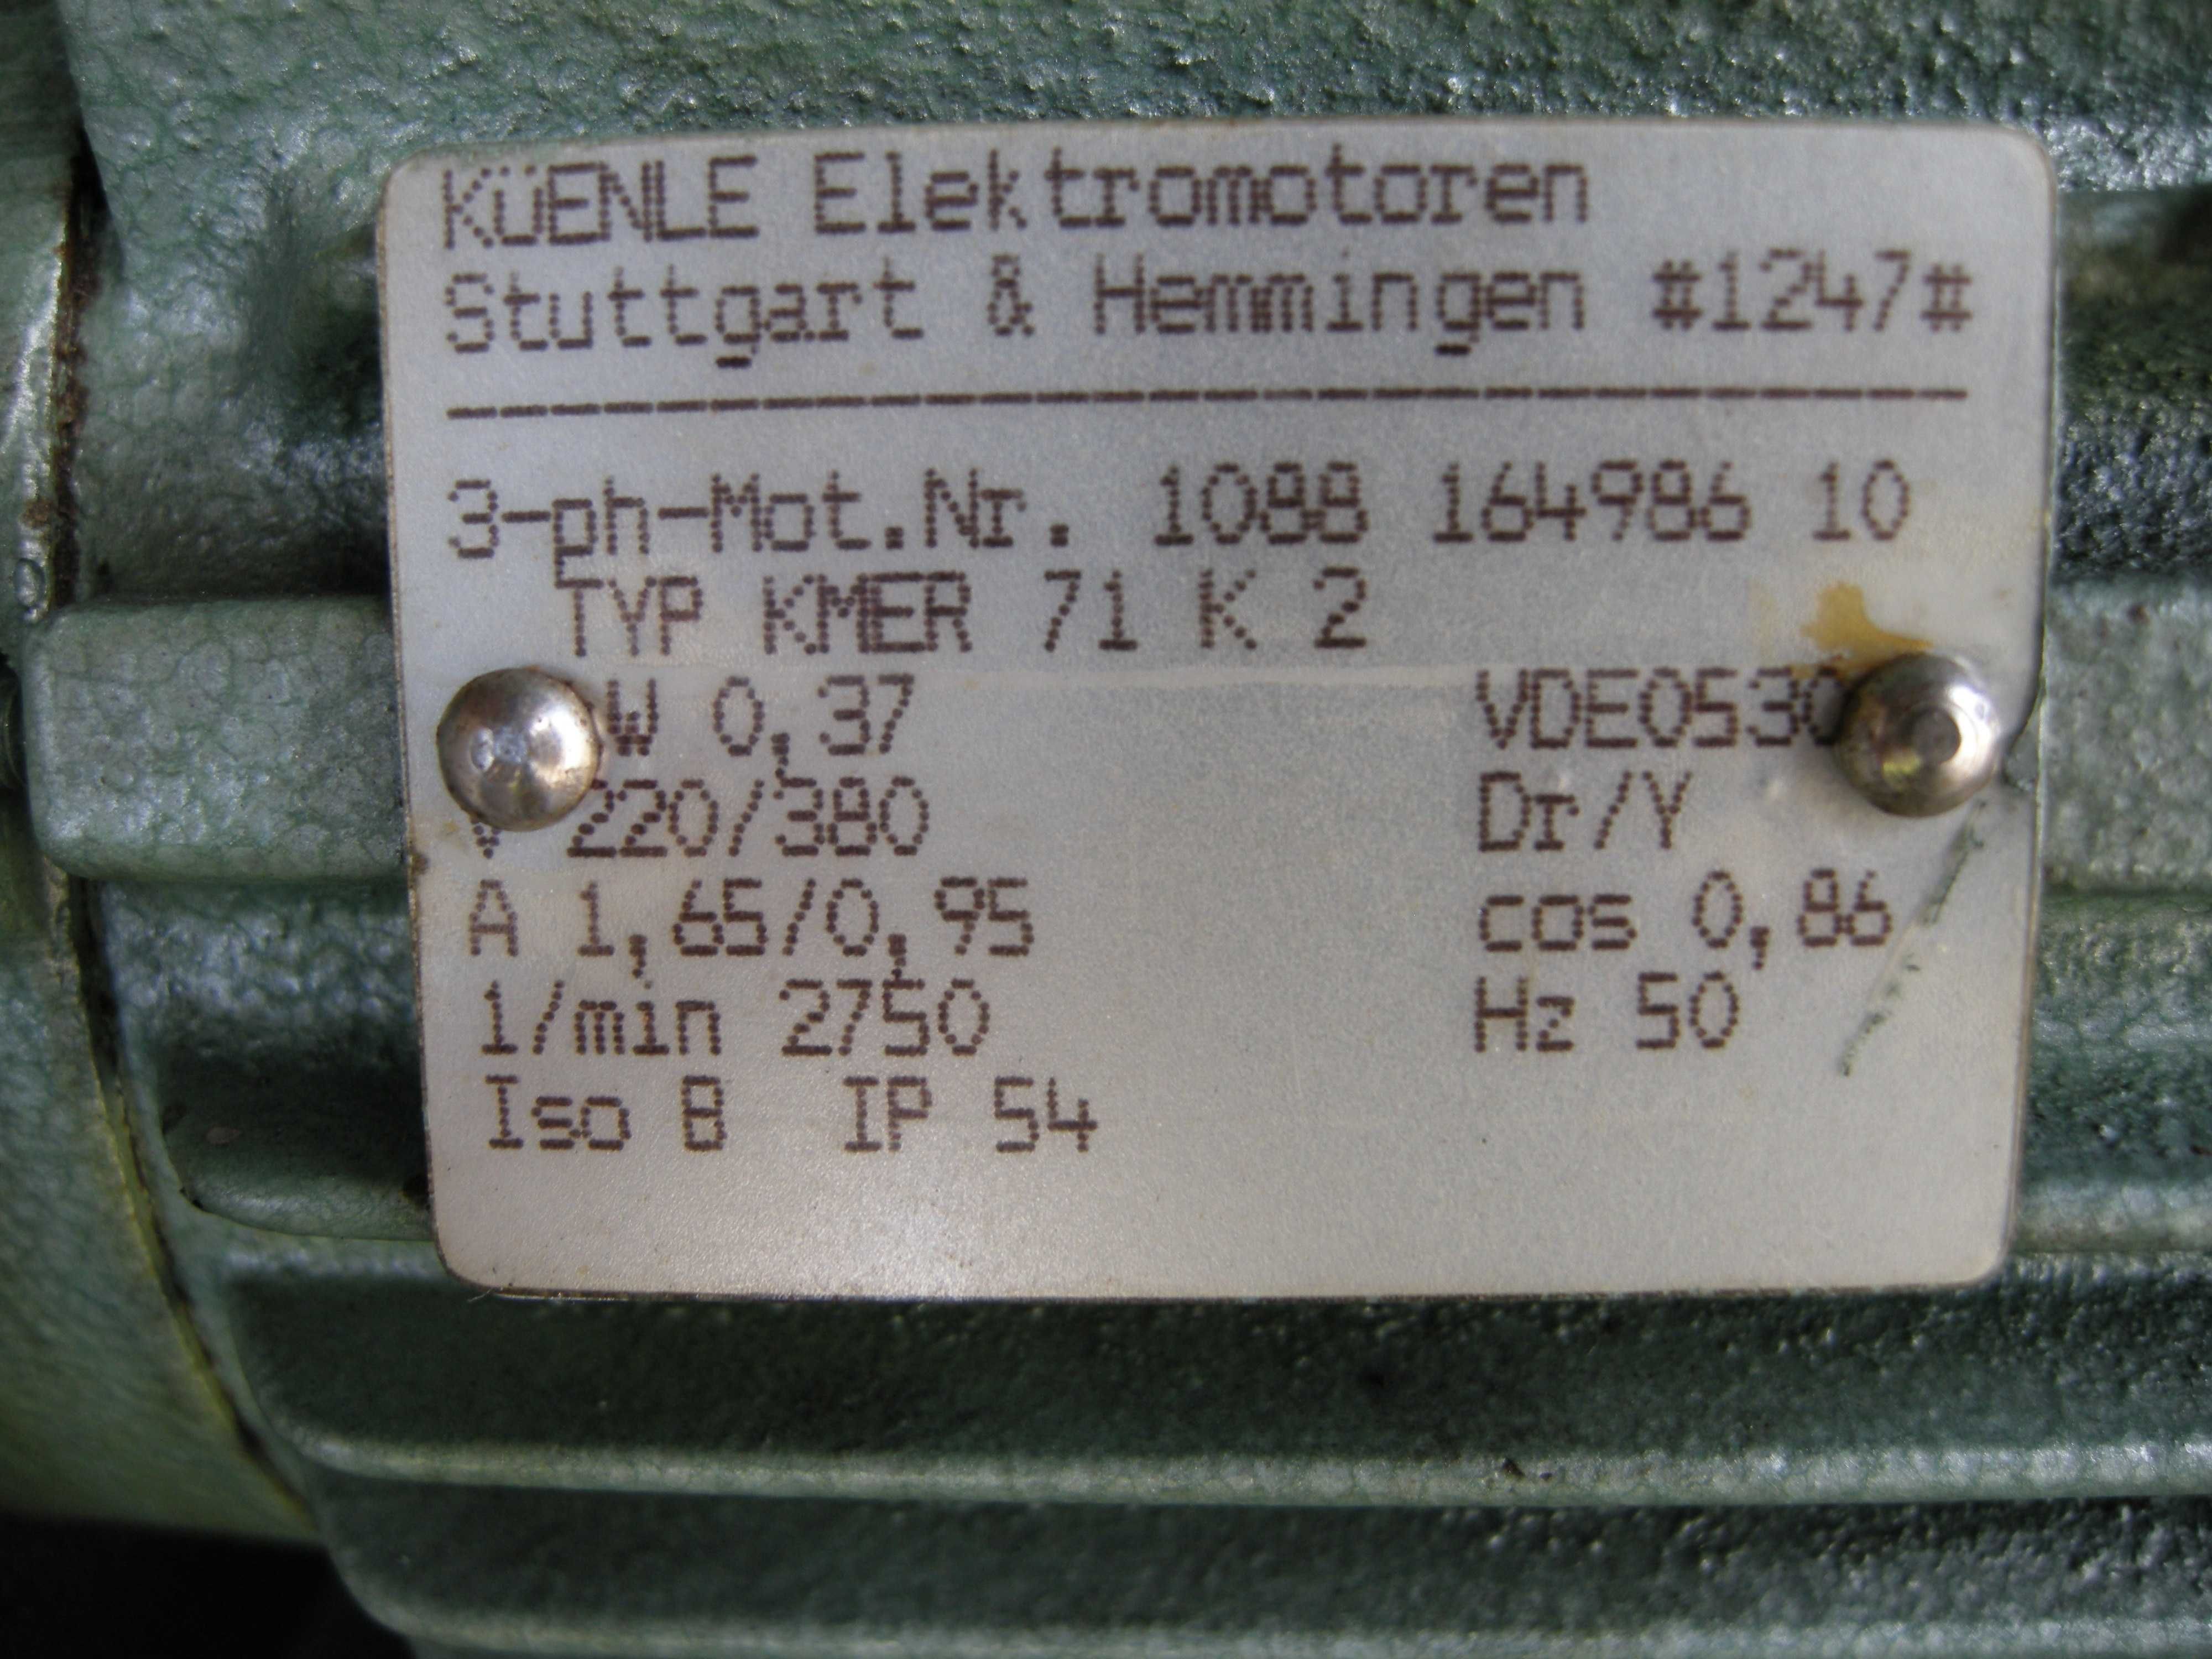 KüENLE Elektromotoren
Stuttgart & Hemmingen #1247#
3-ph-Mot.Nr. 1088 164986 10
TYP KMER 71 K 2
W 0,37 VDE0530
V 220/380 Dr/Y
A 1,65/0,95 cos 0,86
1/min 2750 Hz 50
Iso B IP 54